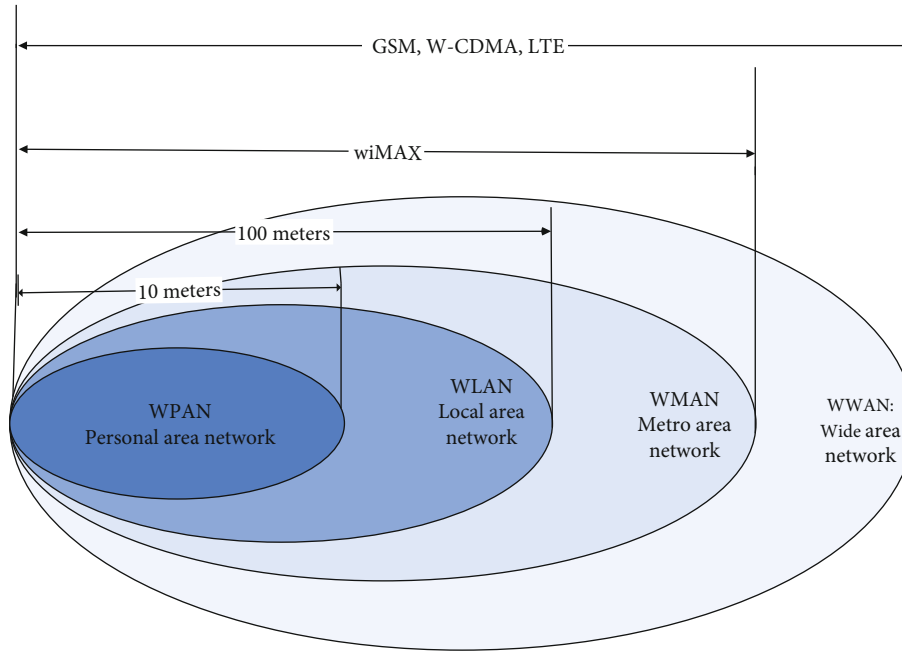 GSM, W-CDMA, LTE
wiMAX
100 meters
10 meters
WPAN
Personal area network
WLAN
Local area
network
WMAN
Metro area
network
WWAN:
Wide area
network